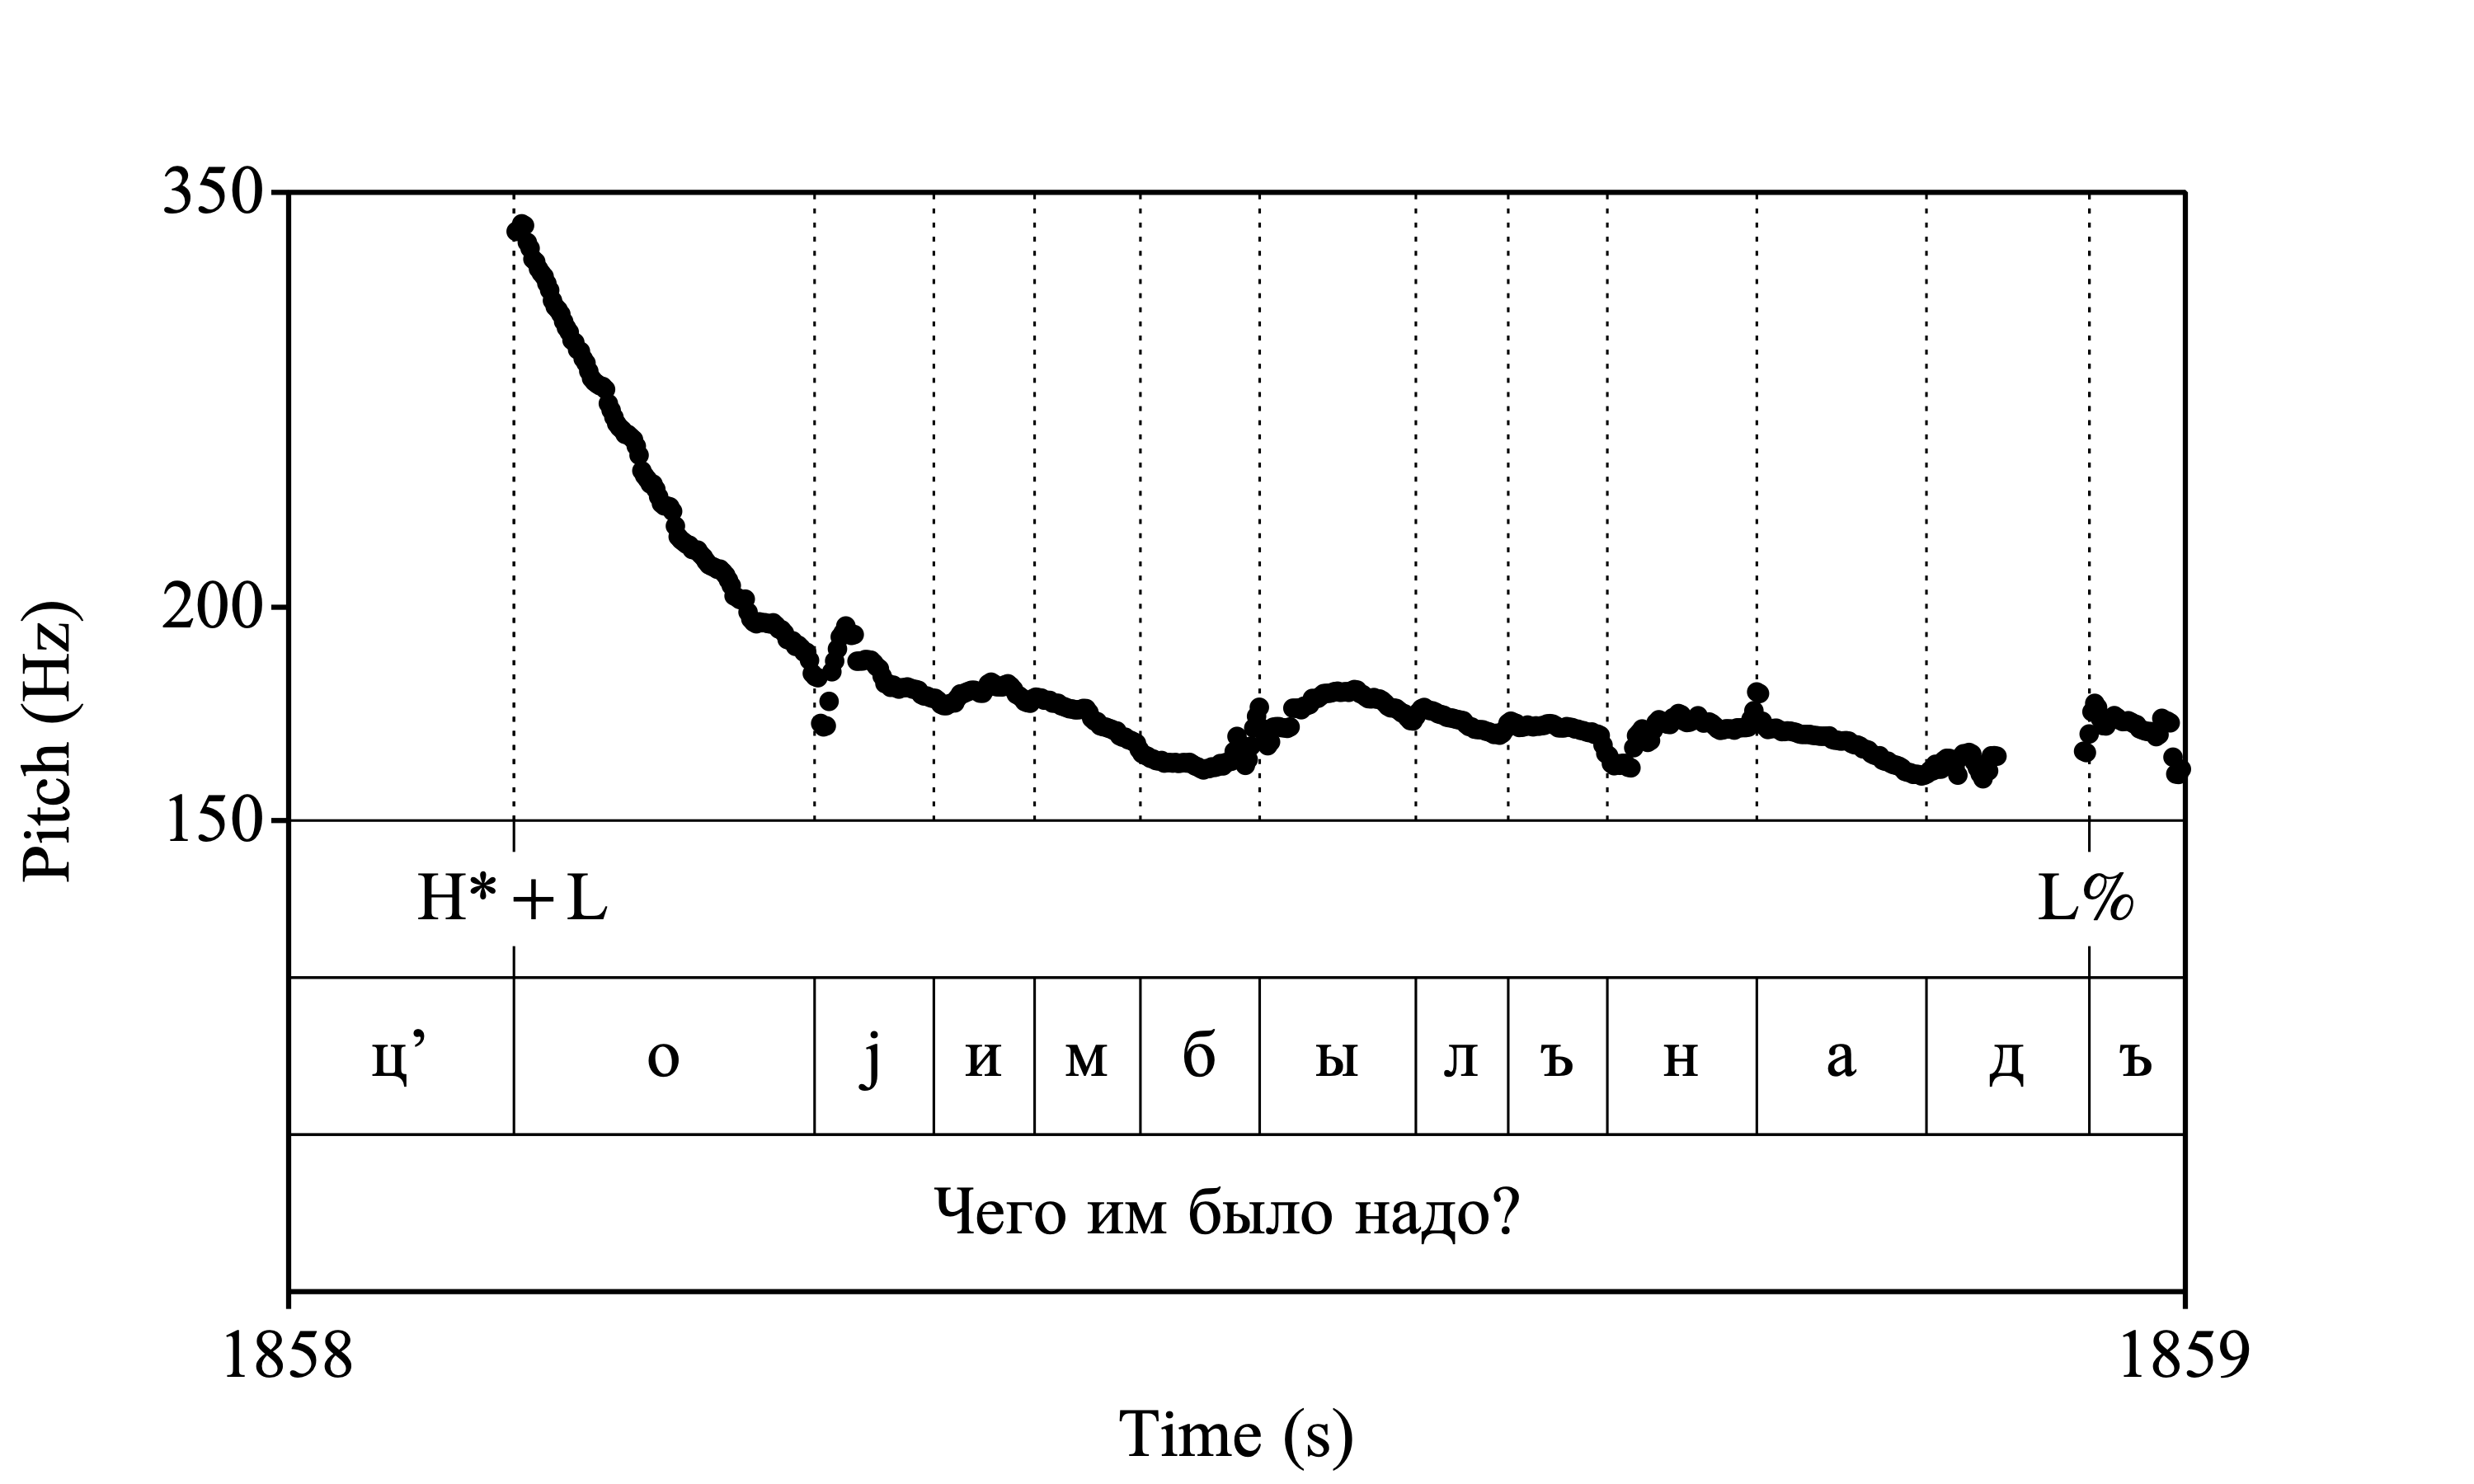 350
200
150
Pitch (Hz)
H*+L L%
ц’ о j и м б ы л ъ н а д ъ
Чего им было надо?
1858 1859
Time (s)